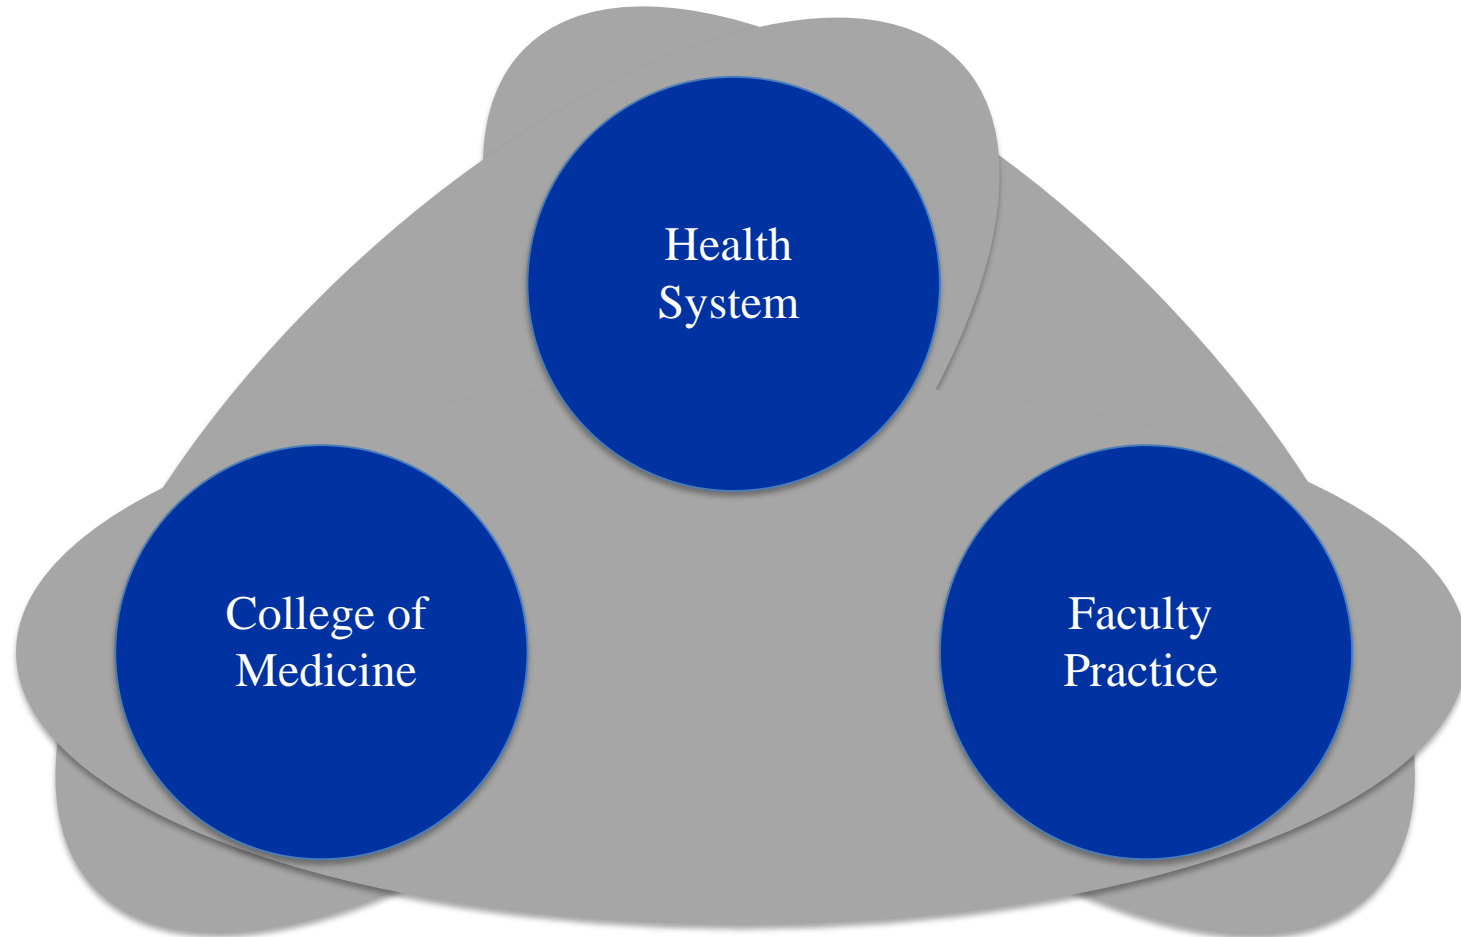 Health
System
College of
Medicine
Faculty
Practice